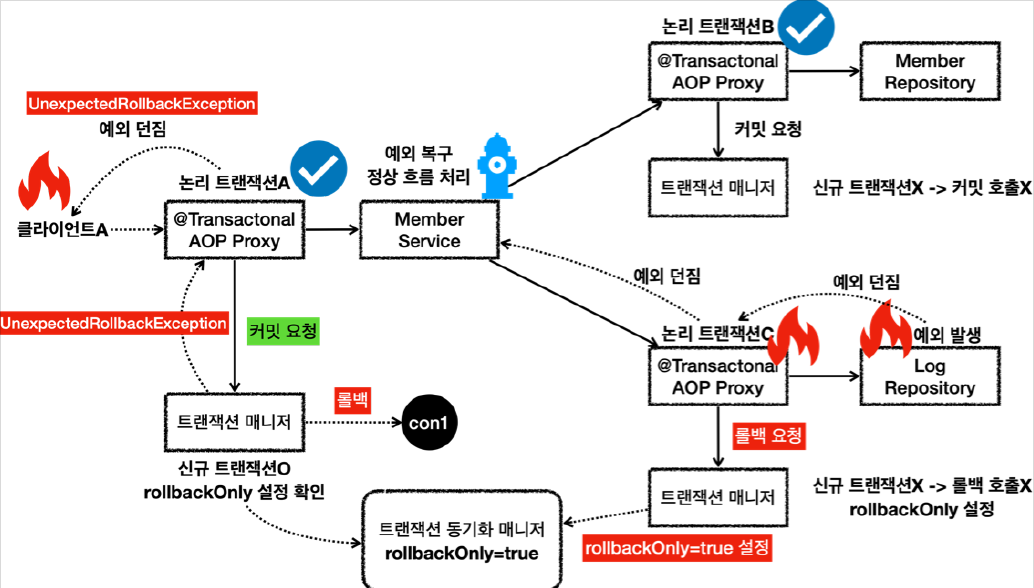 논리 트랜잭션B
@Transactonal
AOP Proxy
Member
Repository
커밋 요청
트랜잭션 매니저
신규 트랜잭션X -> 커밋 호출X
UnexpectedRollbackException
예외 던짐
논리 트랜잭션A
클라이언트A
@Transactonal
AOP Proxy
예외 복구
정상 흐름 처리
Member
Service
예외 던짐
예외 던짐
논리 트랜잭션C
@Transactonal
AOP Proxy
예외 발생
Log
Repository
UnexpectedRollbackException
커밋 요청
트랜잭션 매니저
롤백
con1
신규 트랜잭션O
rollbackOnly 설정 확인
롤백 요청
트랜잭션 매니저
신규 트랜잭션X -> 롤백 호출X
rollbackOnly 설정
트랜잭션 동기화 매니저
rollbackOnly=true
rollbackOnly=true 설정